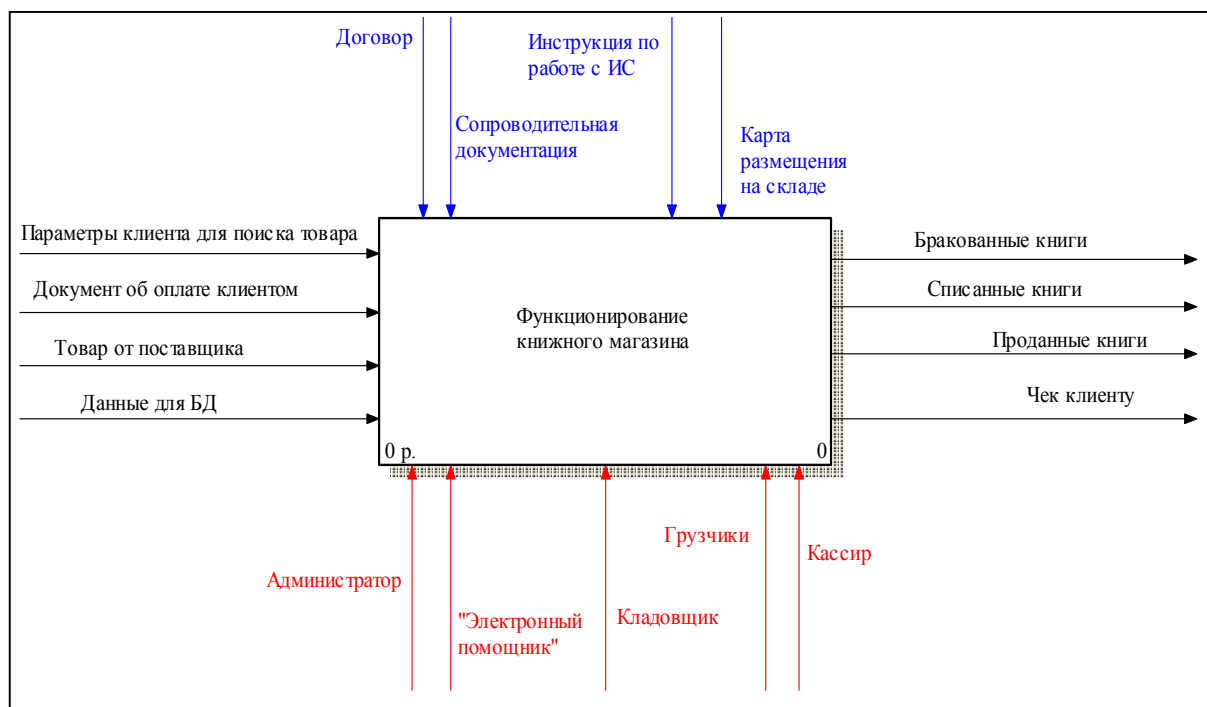 Договор
Инструкция по
работе с ИС
Сопроводительная
документация
Карта
размещения
на складе
Параметры клиента для поиска товара
Документ об оплате клиентом
Товар от поставщика
Данные для БД
Функционирование
книжного магазина
0 р.
0
Бракованные книги
Списанные книги
Проданные книги
Чек клиенту
Администратор
"Электронный
помощник"
Кладовщик
Грузчики
Кассир